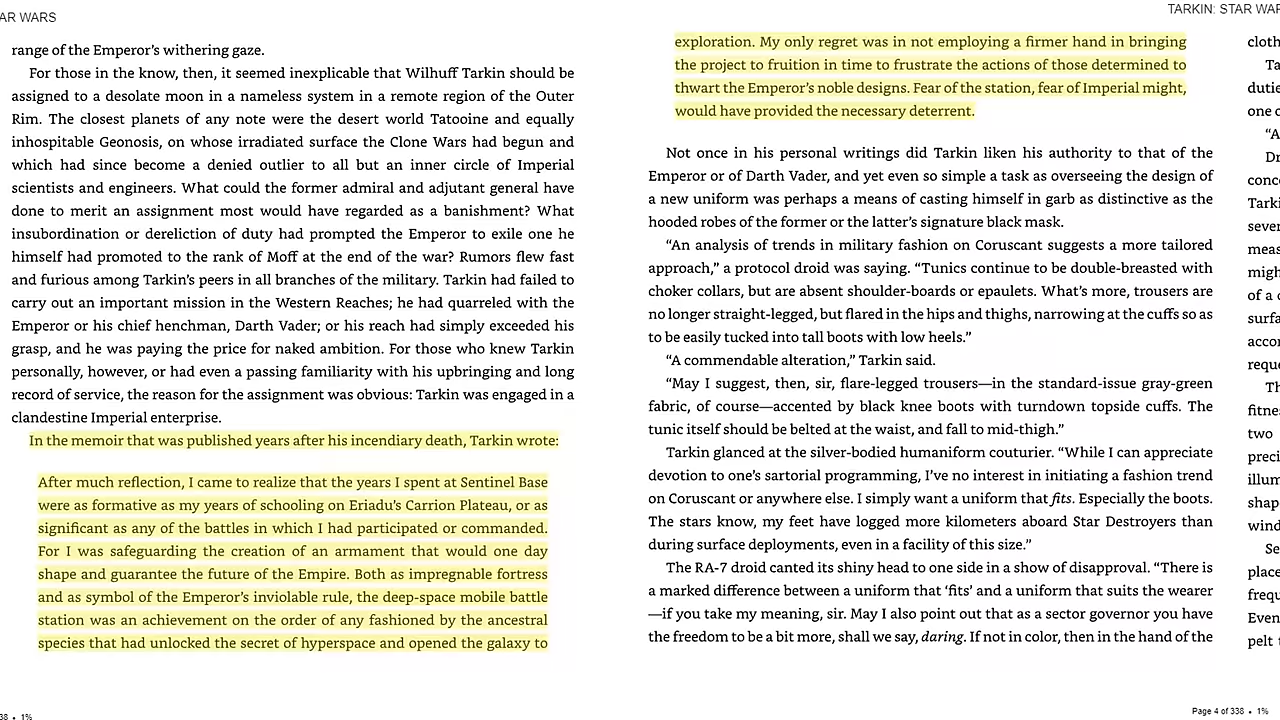 AR WARS
range of the Emperor's withering gaze.
For those in the know, then, it seemed inexplicable that Wilhuff Tarkin should be
assigned to a desolate moon in a nameless system in a remote region of the Outer
Rim. The closest planets of any note were the desert world Tatooine and equally
inhospitable Geonosis, on whose irradiated surface the Clone Wars had begun and
which had since become a denied outlier to all but an inner circle of Imperial
scientists and engineers. What could the former admiral and adjutant general have
done to merit an assignment most would have regarded as a banishment? What
insubordination or dereliction of duty had prompted the Emperor to exile one he
himself had promoted to the rank of Moff at the end of the war? Rumors flew fast
and furious among Tarkin's peers in all branches of the military. Tarkin had failed to
carry out an important mission in the Western Reaches; he had quarreled with the
Emperor or his chief henchman, Darth Vader; or his reach had simply exceeded his
grasp, and he was paying the price for naked ambition. For those who knew Tarkin
personally, however, or had even a passing familiarity with his upbringing and long
record of service, the reason for the assignment was obvious: Tarkin was engaged in a
clandestine Imperial enterprise.
In the memoir that was published years after his incendiary death, Tarkin wrote:
After much reflection, I came to realize that the years I spent at Sentinel Base
were as formative as my years of schooling on Eriadu's Carrion Plateau, or as
significant as any of the battles in which I had participated or commanded.
For I was safeguarding the creation of an armament that would one day
shape and guarantee the future of the Empire. Both as impregnable fortress
and as symbol of the Emperor's inviolable rule, the deep-space mobile battle
station was an achievement on the order of any fashioned by the ancestral
species that had unlocked the secret of hyperspace and opened the galaxy to
38 • 1%
TARKIN: STAR WAR
exploration. My only regret was in not employing a firmer hand in bringing
the project to fruition in time to frustrate the actions of those determined to
thwart the Emperor's noble designs. Fear of the station, fear of Imperial might,
would have provided the necessary deterrent.
Not once in his personal writings did Tarkin liken his authority to that of the
Emperor or of Darth Vader, and yet even so simple a task as overseeing the design of
a new uniform was perhaps a means of casting himself in garb as distinctive as the
hooded robes of the former or the latter's signature black mask.
"An analysis of trends in military fashion on Coruscant suggests a more tailored
approach," a protocol droid was saying. "Tunics continue to be double-breasted with
choker collars, but are absent shoulder-boards or epaulets. What's more, trousers are
no longer straight-legged, but flared in the hips and thighs, narrowing at the cuffs so as
to be easily tucked into tall boots with low heels."
"A commendable alteration," Tarkin said.
"May I suggest, then, sir, flare-legged trousers—in the standard-issue gray-green
fabric, of course—accented by black knee boots with turndown topside cuffs. The
tunic itself should be belted at the waist, and fall to mid-thigh."
Tarkin glanced at the silver-bodied humaniform couturier. "While I can appreciate
devotion to one's sartorial programming, I've no interest in initiating a fashion trend
on Coruscant or anywhere else. I simply want a uniform that fits. Especially the boots.
The stars know, my feet have logged more kilometers aboard Star Destroyers than
during surface deployments, even in a facility of this size."
The RA-7 droid canted its shiny head to one side in a show of disapproval. "There is
a marked difference between a uniform that 'fits' and a uniform that suits the wearer
—if you take my meaning, sir. May I also point out that as a sector governor you have
the freedom to be a bit more, shall we say, daring. If not in color, then in the hand of the
Page 4 of 338 • 1%
cloth
Ta
dutie
one o
"A
Dr
conc
Tarki
sever
meas
migh
of a c
surfa
accor
reque
Th
fitne
two
preci
illum
shap
wind
Se
place
frequ
Even
pelt t